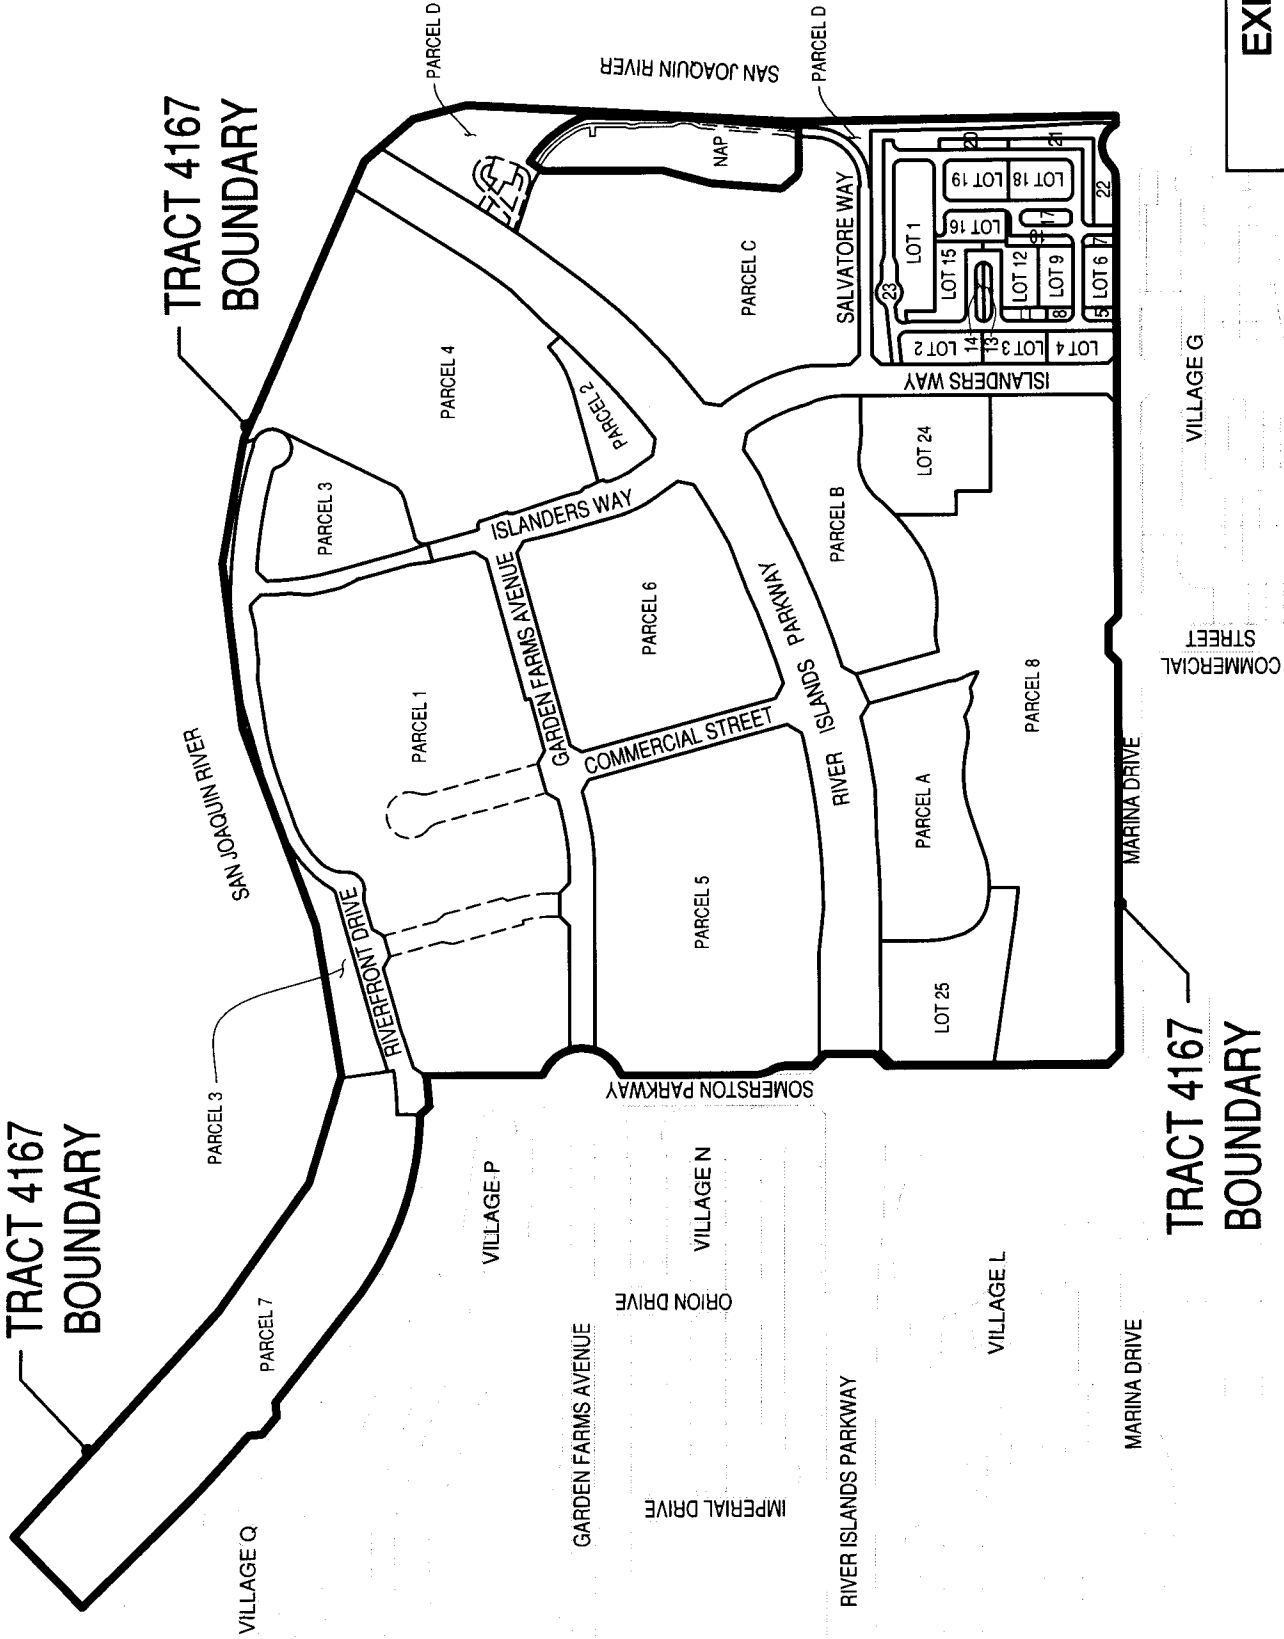 TRACT 4167
BOUNDARY
TRACT 4167
BOUNDARY
TRACT 4167
BOUNDARY
EXI
PARCEL D
SAN JOAQUIN RIVER
PARCEL D
NAP
PARCEL C
SALVATORE WAY
PARCEL 4
PARCEL 2
PARCEL 3
ISLANDERS WAY
GARDEN FARMS AVENUE
PARCEL 6
PARCEL 1
COMMERCIAL STREET
RIVER ISLANDS PARKWAY
PARCEL B
LOT 24
ISLANDERS WAY
PARCEL 8
PARCEL A
PARCEL 5
LOT 25
RIVERFRONT DRIVE
SAN JOAQUIN RIVER
PARCEL 3
PARCEL 7
SOMERSTON PARKWAY
LOT 1
LOT 2
LOT 3
LOT 4
5
LOT 6
7
8
LOT 9
10
11
LOT 12
13
14
LOT 15
LOT 16
17
LOT 18
LOT 19
20
21
22
23
VILLAGE G
COMMERCIAL
STREET
MARINA DRIVE
VILLAGE P
VILLAGE N
ORION DRIVE
VILLAGE L
GARDEN FARMS AVENUE
IMPERIAL DRIVE
RIVER ISLANDS PARKWAY
MARINA DRIVE
VILLAGE Q